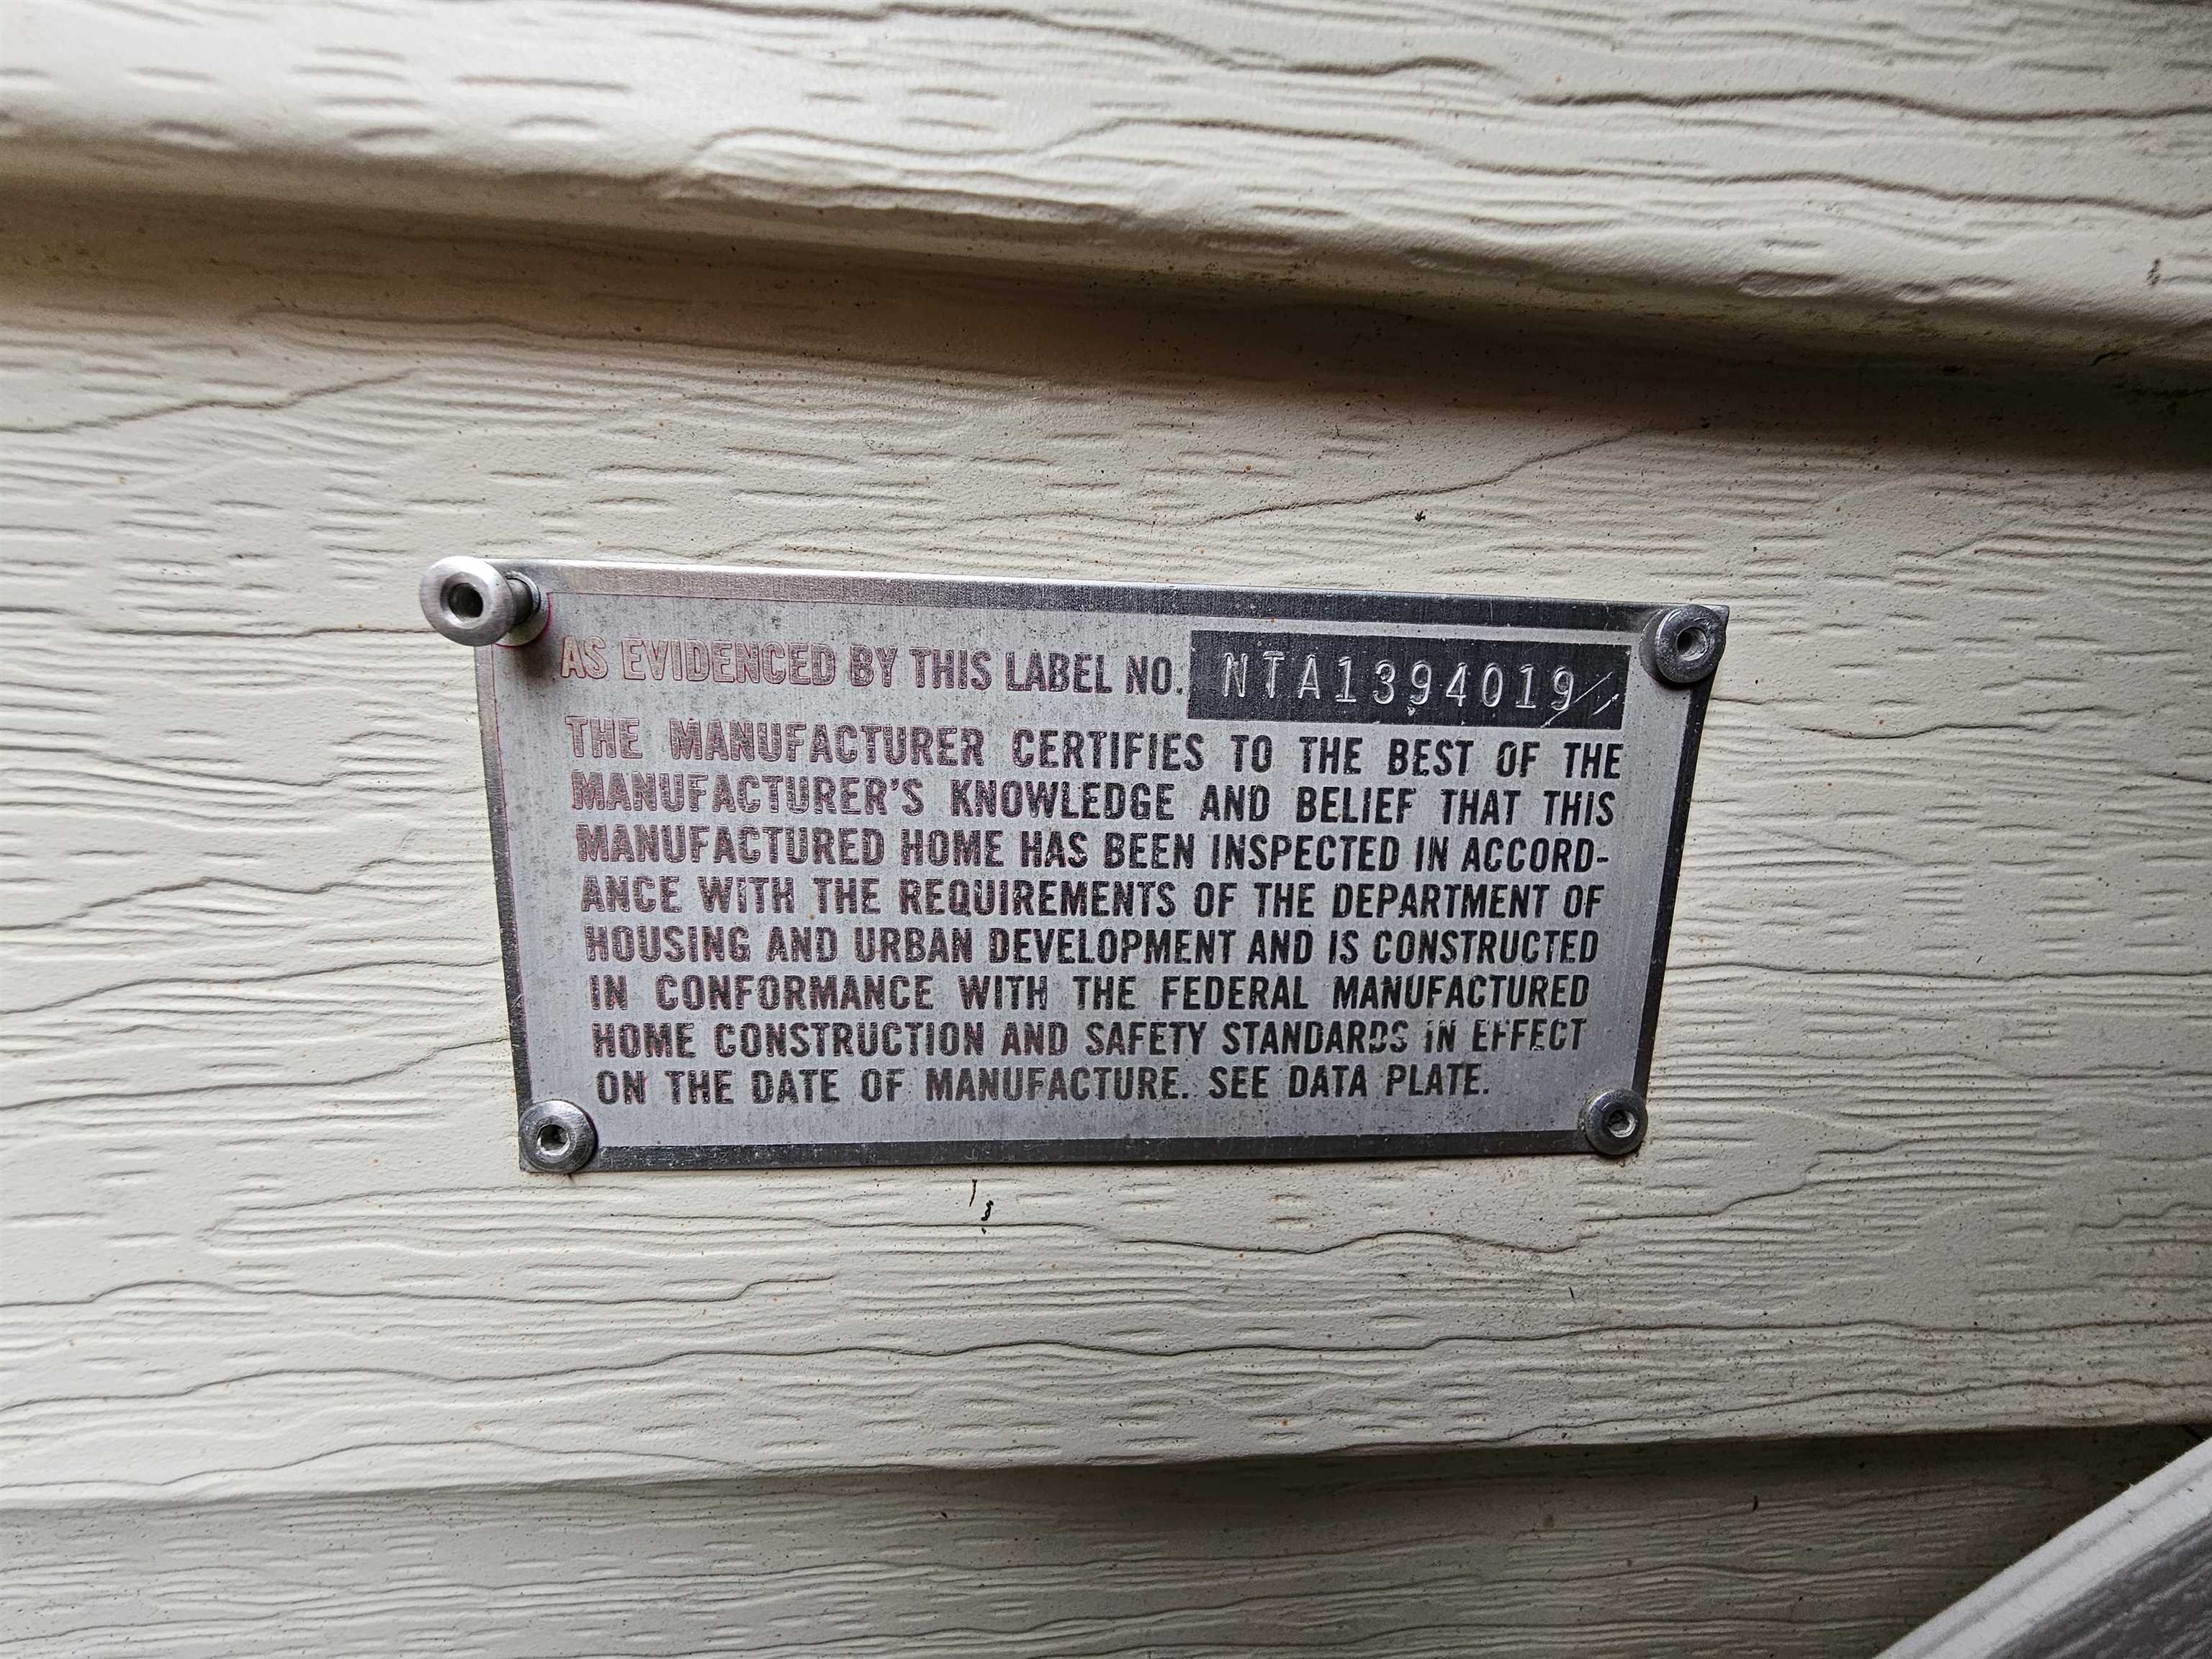 AS EVIDENCED BY THIS LABEL NO. NTA1394019
THE MANUFACTURER CERTIFIES TO THE BEST OF THE
MANUFACTURER'S KNOWLEDGE AND BELIEF THAT THIS
MANUFACTURED HOME HAS BEEN INSPECTED IN ACCORD-
ANCE WITH THE REQUIREMENTS OF THE DEPARTMENT OF
HOUSING AND URBAN DEVELOPMENT AND IS CONSTRUCTED
IN CONFORMANCE WITH THE FEDERAL MANUFACTURED
HOME CONSTRUCTION AND SAFETY STANDARDS IN EFFECT
ON THE DATE OF MANUFACTURE. SEE DATA PLATE.